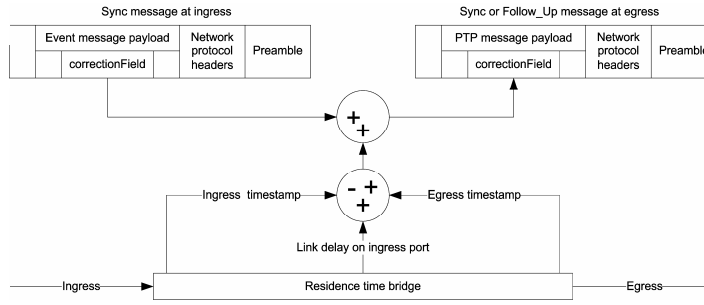 Sync message at ingress
Sync or Follow_Up message at egress
Event message payload
correctionField
Network
protocol
headers
Preamble
PTP message payload
correctionField
Network
protocol
headers
Preamble
+
+
Ingress timestamp
- +
+
Egress timestamp
Link delay on ingress port
Ingress
Residence time bridge
Egress